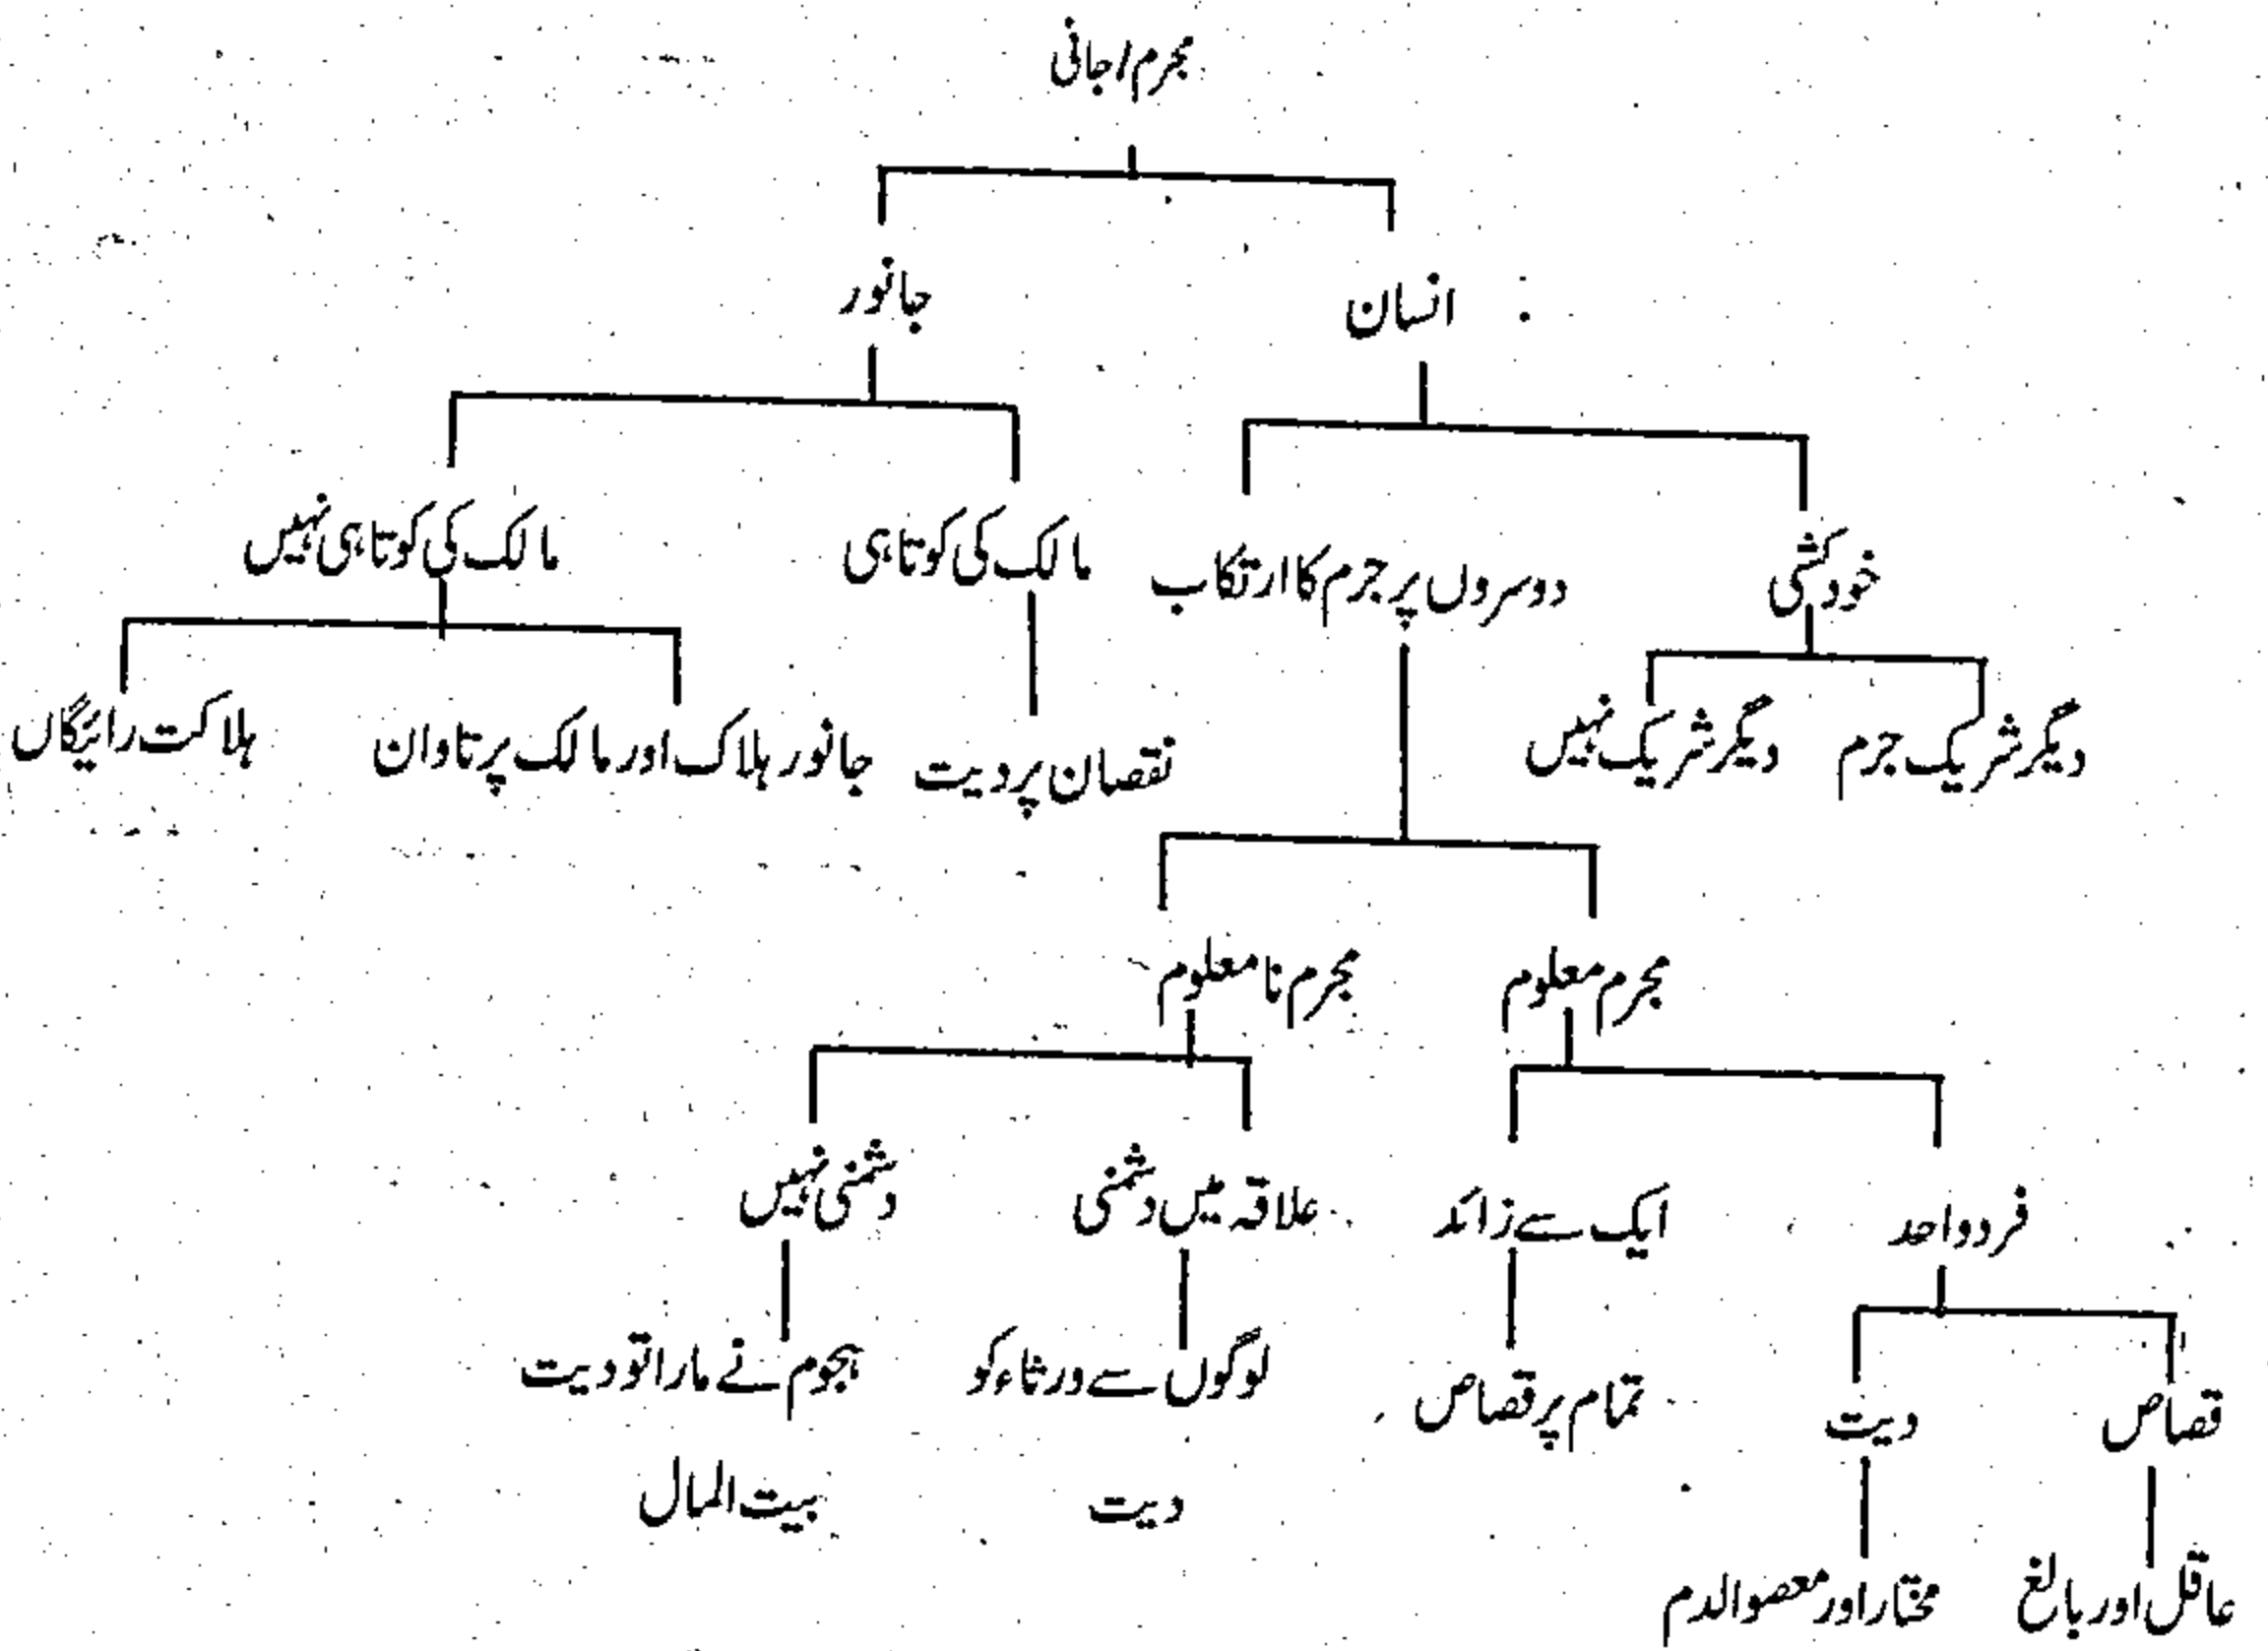 مجرم/جانی
انسان
جانور
خودکشی
دوسروں پر جرم کا ارتکاب
مالک کی کوتاہی
مالک کی کوتاہی نہیں
دیگر شریک جرم
دیگر شریک نہیں
نقصان پر دیت
جانور ہلاک اور مالک پر تاوان
ہلاکت رائیگاں
مجرم معلوم
مجرم نامعلوم
فرد واحد
ایک سے زائد
علاقہ میں دشمنی
دشمنی نہیں
قصاص
دیت
تمام پر قصاص
لوگوں سے ورثاء کو
دیت
ہجوم نے مارا تو دیت
بیت المال
عاقل اور بالغ
مختار اور معصوالدم